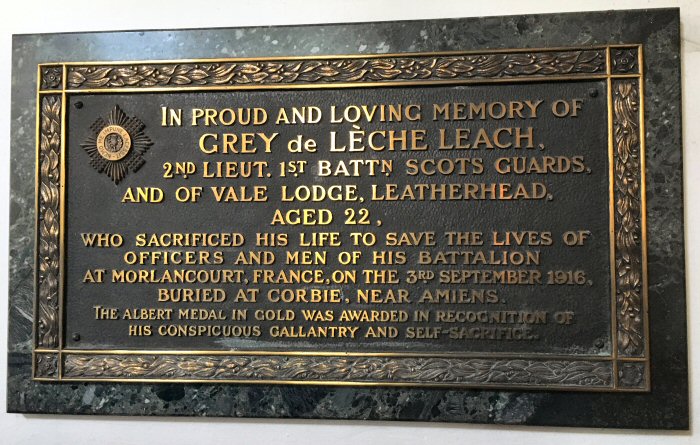 IN PROUD AND LOVING MEMORY OF
GREY de LÈCHE LEACH,
2ND LIEUT. 1ST BATTN SCOTS GUARDS,
AND OF VALE LODGE, LEATHERHEAD,
AGED 22,
WHO SACRIFICED HIS LIFE TO SAVE THE LIVES OF
OFFICERS AND MEN OF HIS BATTALION
AT MORLANCOURT, FRANCE, ON THE 3RD SEPTEMBER 1916,
BURIED AT CORBIE, NEAR AMIENS.
THE ALBERT MEDAL IN GOLD WAS AWARDED IN RECOGNITION OF
HIS CONSPICUOUS GALLANTRY AND SELF-SACRIFICE.